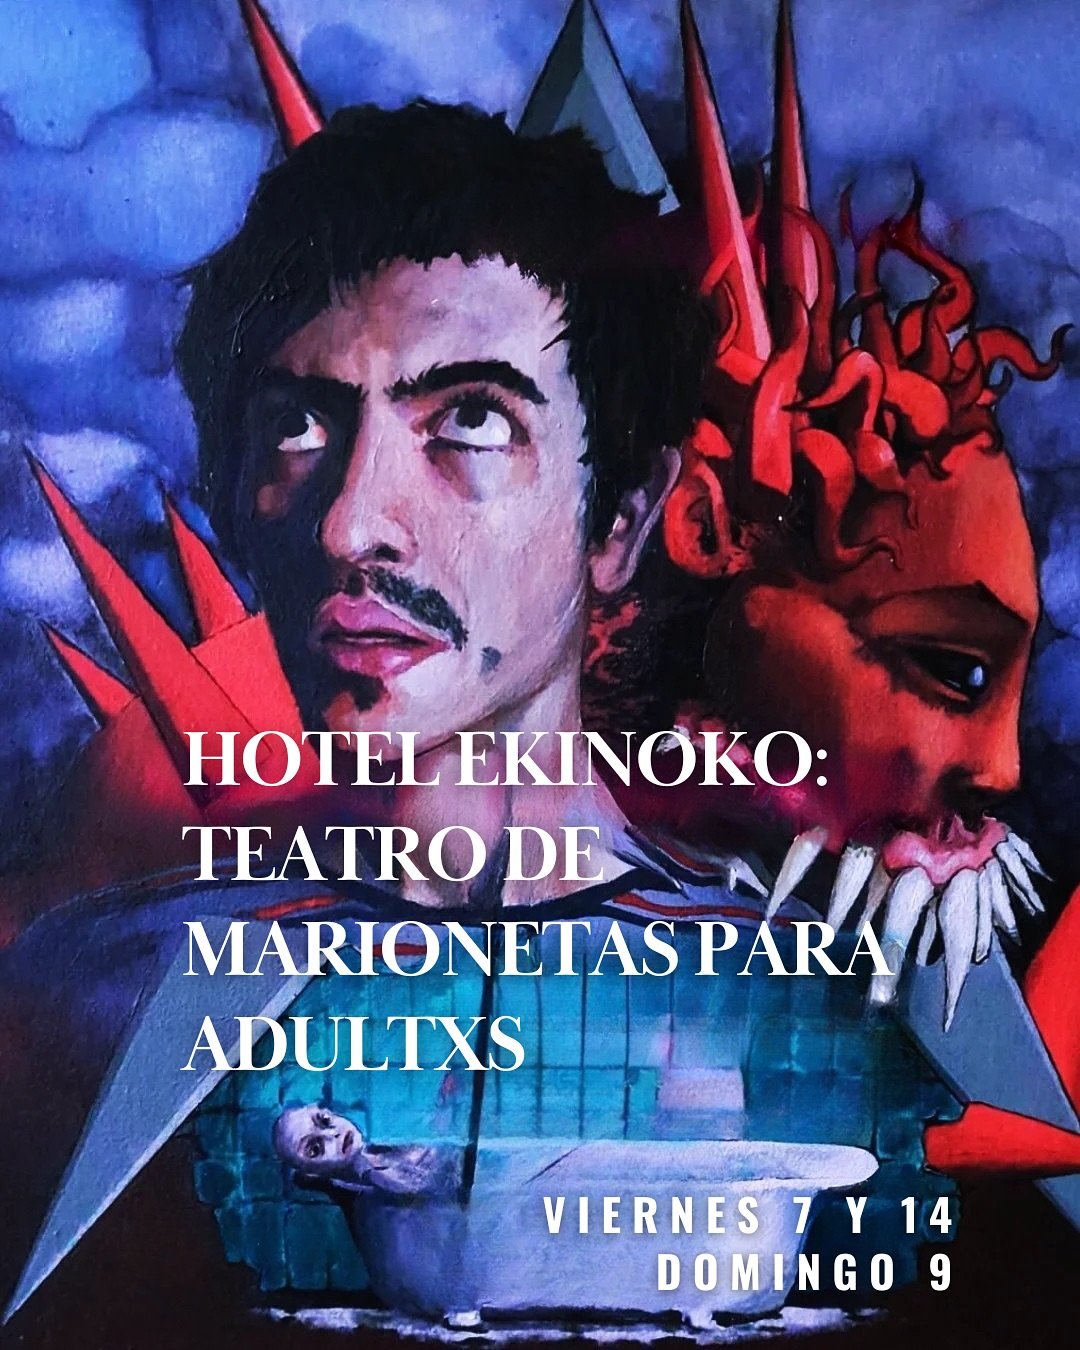 HOTEL EKINOKO:
TEATRO DE
MARIONETAS PARA
ADULTXS
VIERNES 7 Y 14
DOMINGO 9